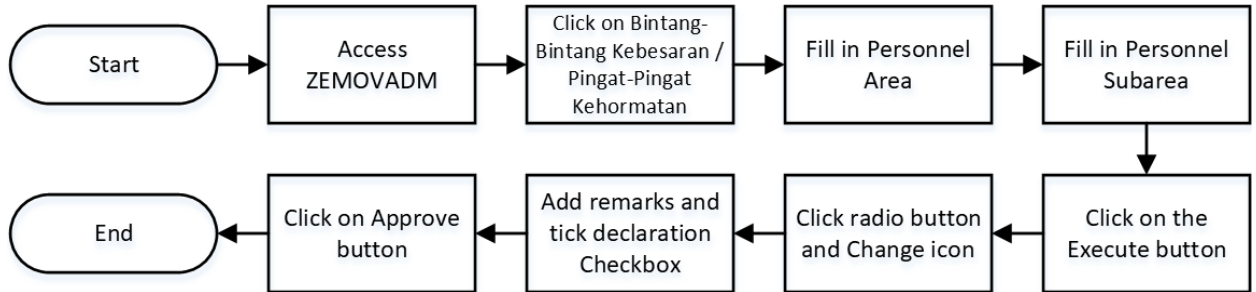 Start
Access
ZEMOVADM
Click on Bintang-
Bintang Kebesaran /
Pingat-Pingat
Kehormatan
Fill in Personnel
Area
Fill in Personnel
Subarea
Click on the
Execute button
Click radio button
and Change icon
Add remarks and
tick declaration
Checkbox
Click on Approve
button
End